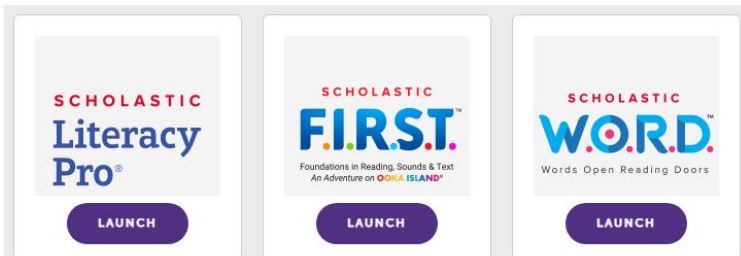 SCHOLASTIC
Literacy
Pro®
LAUNCH
SCHOLASTIC
F.I.R.S.T.™
Foundations in Reading, Sounds & Text
An Adventure on OOKA ISLAND®
LAUNCH
SCHOLASTIC
W.O.R.D.™
Words Open Reading Doors
LAUNCH